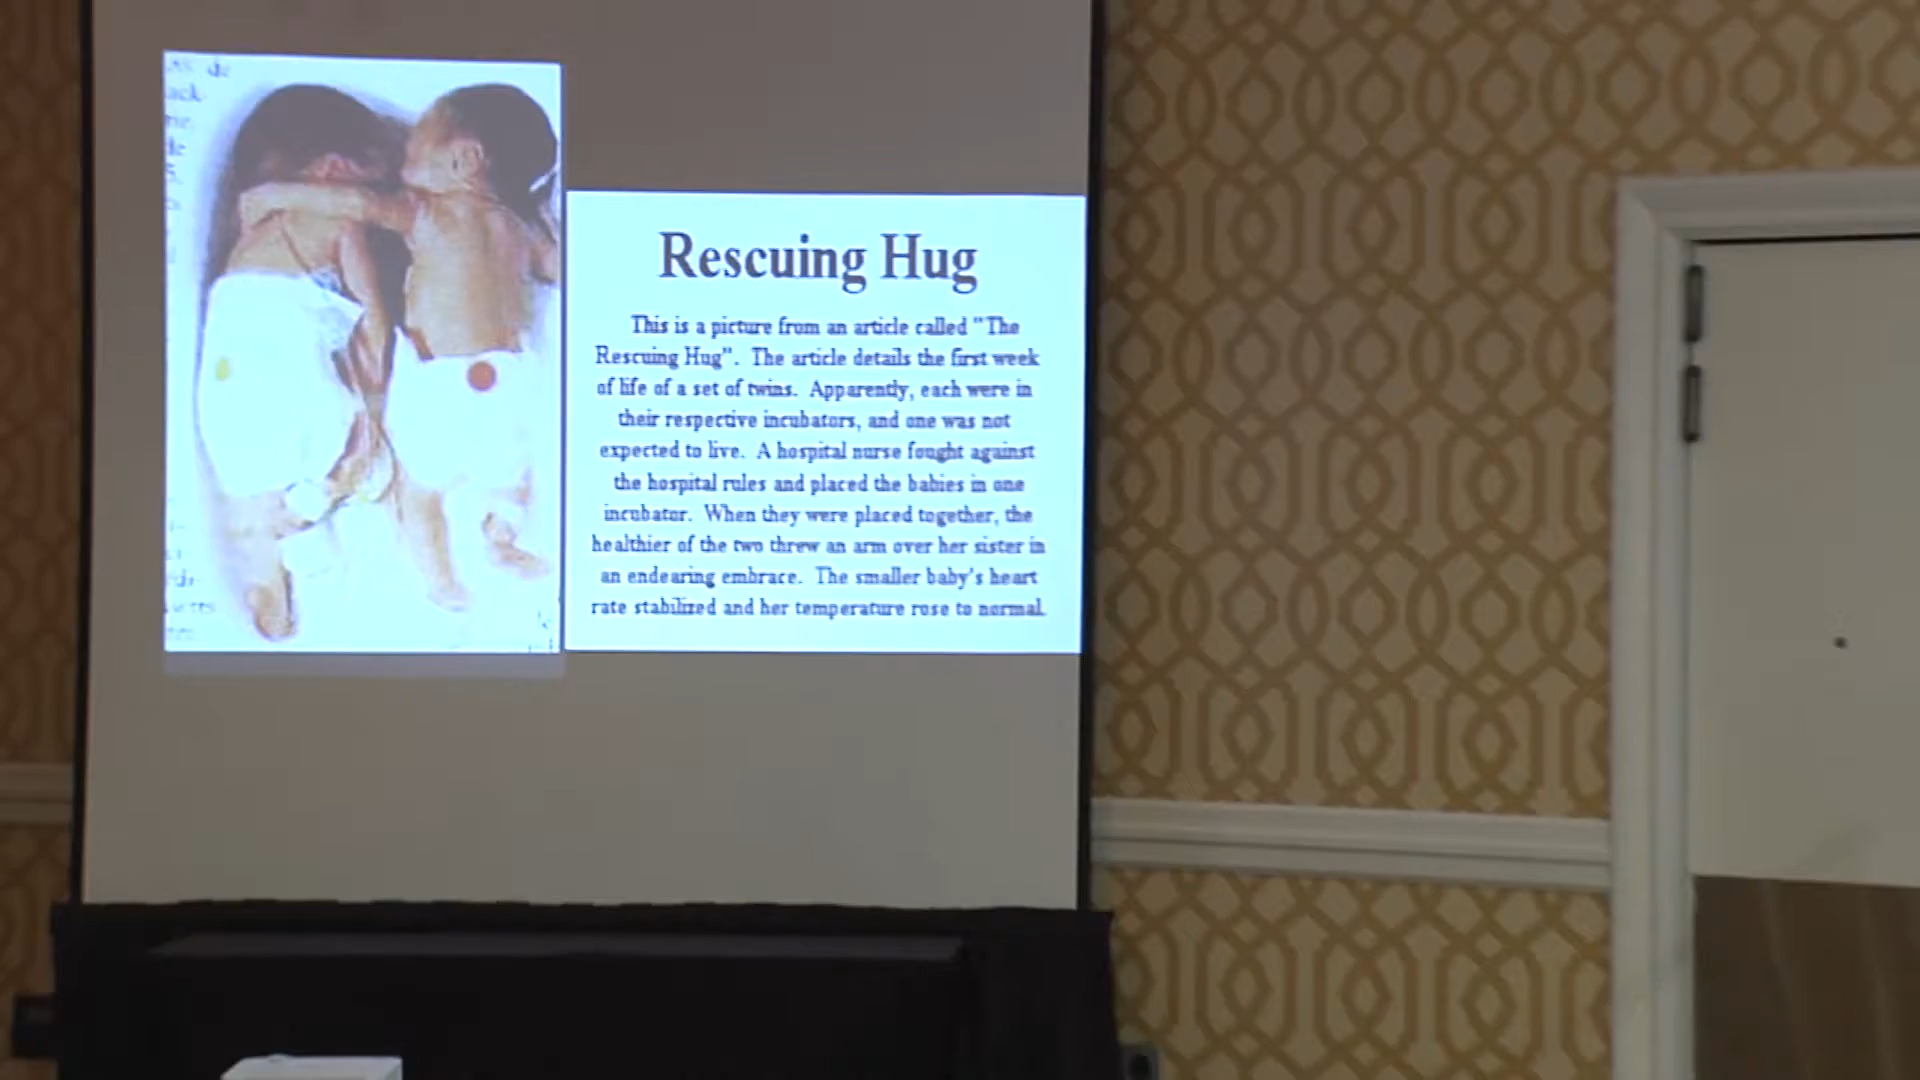 Rescuing Hug
This is a picture from an article called "The
Rescuing Hug". The article details the first week
of life of a set of twins. Apparently, each were in
their respective incubators, and one was not
expected to live. A hospital nurse fought against
the hospital rules and placed the babies in one
incubator. When they were placed together, the
healthier of the two threw an arm over her sister in
an endearing embrace. The smaller baby's heart
rate stabilized and her temperature rose to normal.